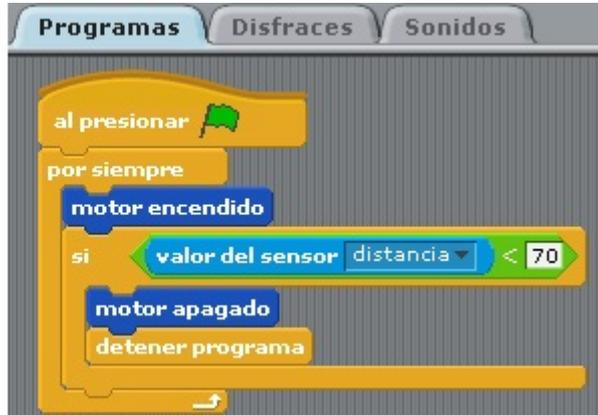 Programas Disfraces Sonidos
al presionar
por siempre
motor encendido
si valor del sensor distancia < 70
motor apagado
detener programa